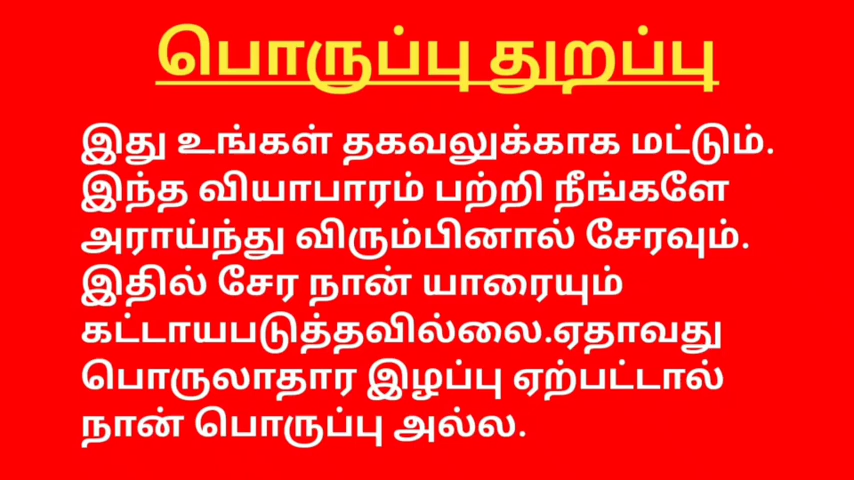 பொருப்பு துறப்பு
இது உங்கள் தகவலுக்காக மட்டும்.
இந்த வியாபாரம் பற்றி நீங்களே
அராய்ந்து விரும்பினால் சேரவும்.
இதில் சேர நான் யாரையும்
கட்டாயபடுத்தவில்லை.ஏதாவது
பொருலாதார இழப்பு ஏற்பட்டால்
நான் பொருப்பு அல்ல.